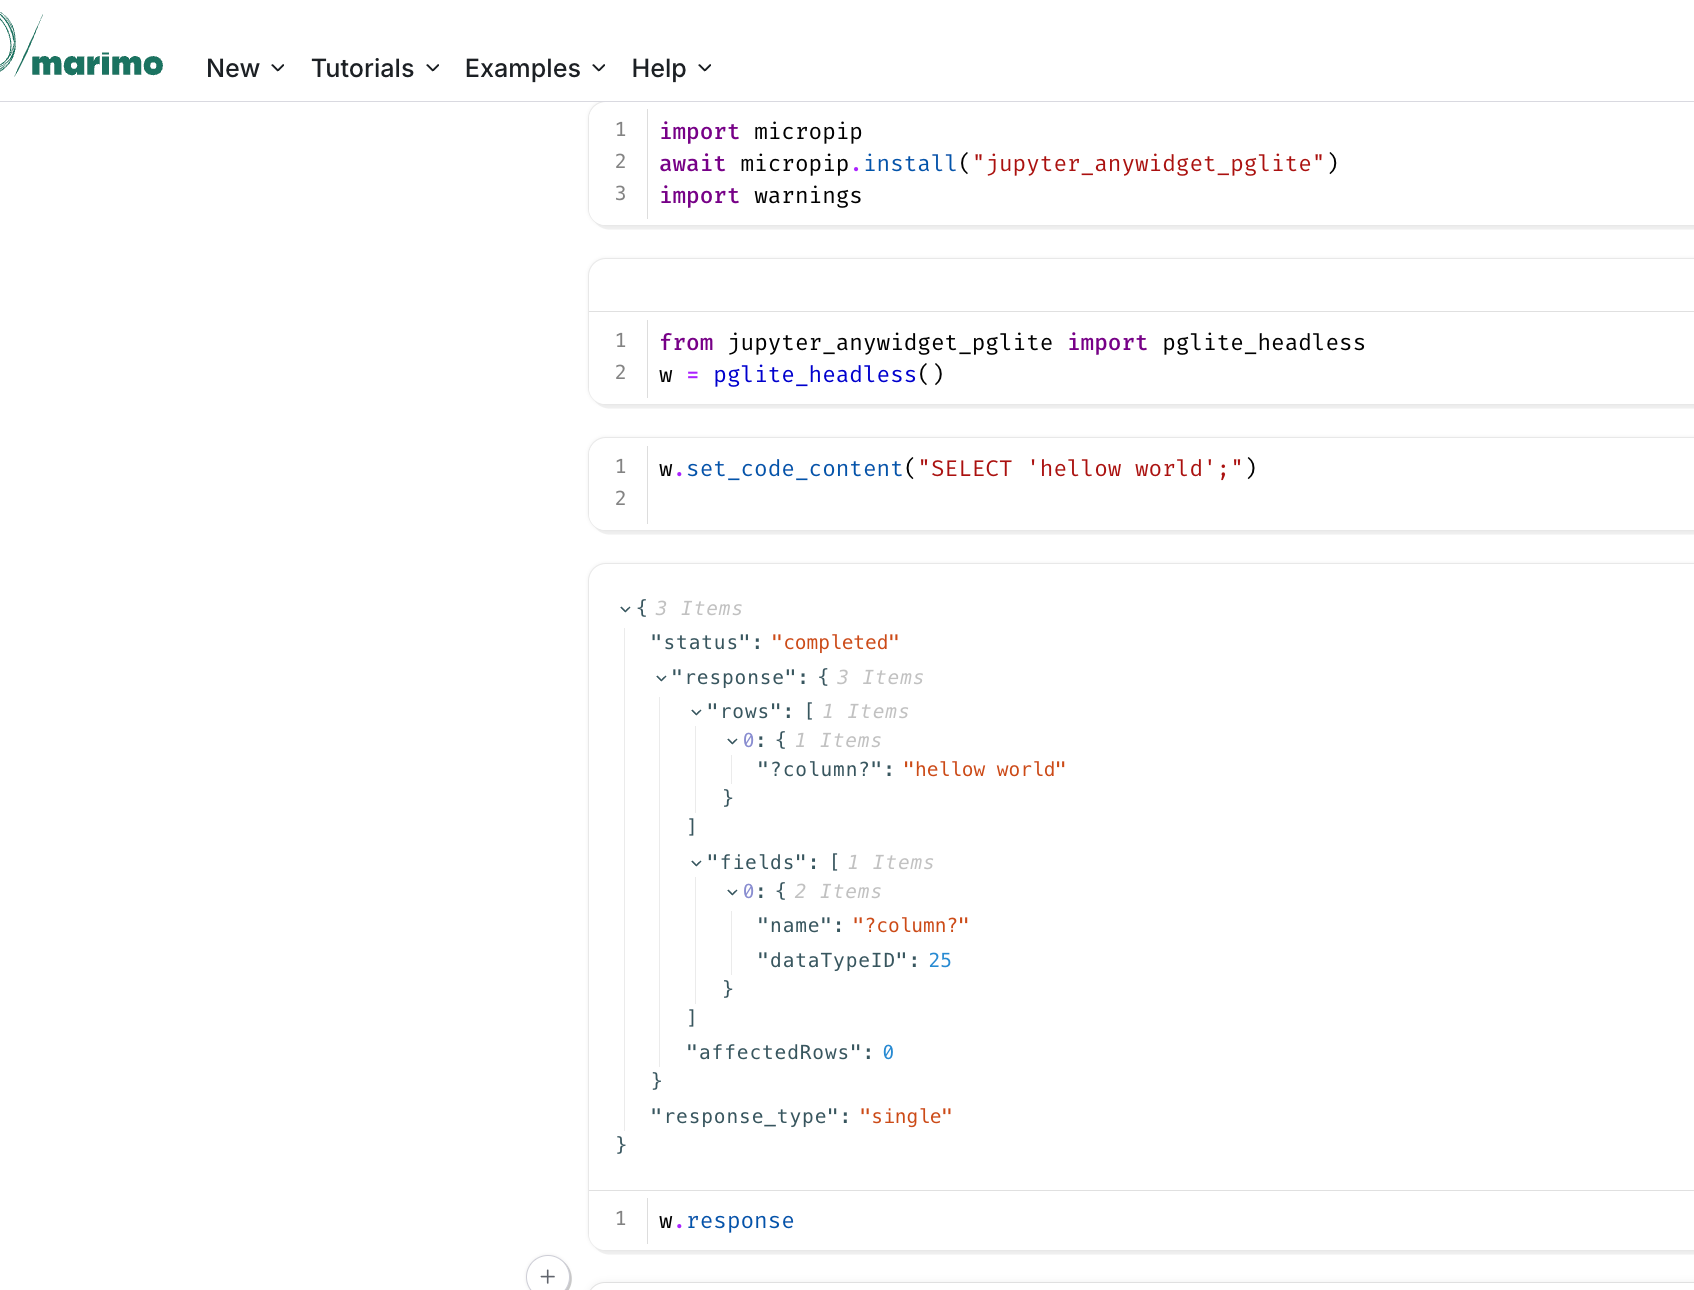 marimo
New Tutorials Examples Help
1 import micropip
2 await micropip.install("jupyter_anywidget_pglite")
3 import warnings
1 from jupyter_anywidget_pglite import pglite_headless
2 w = pglite_headless()
1 w.set_code_content("SELECT 'hellow world';")
2
{ 3 Items
"status": "completed"
"response": { 3 Items
"rows": [ 1 Items
0: { 1 Items
"?column?": "hellow world"
}
]
"fields": [ 1 Items
0: { 2 Items
"name": "?column?"
"dataTypeID": 25
}
]
"affectedRows": 0
}
"response_type": "single"
}
1 w.response